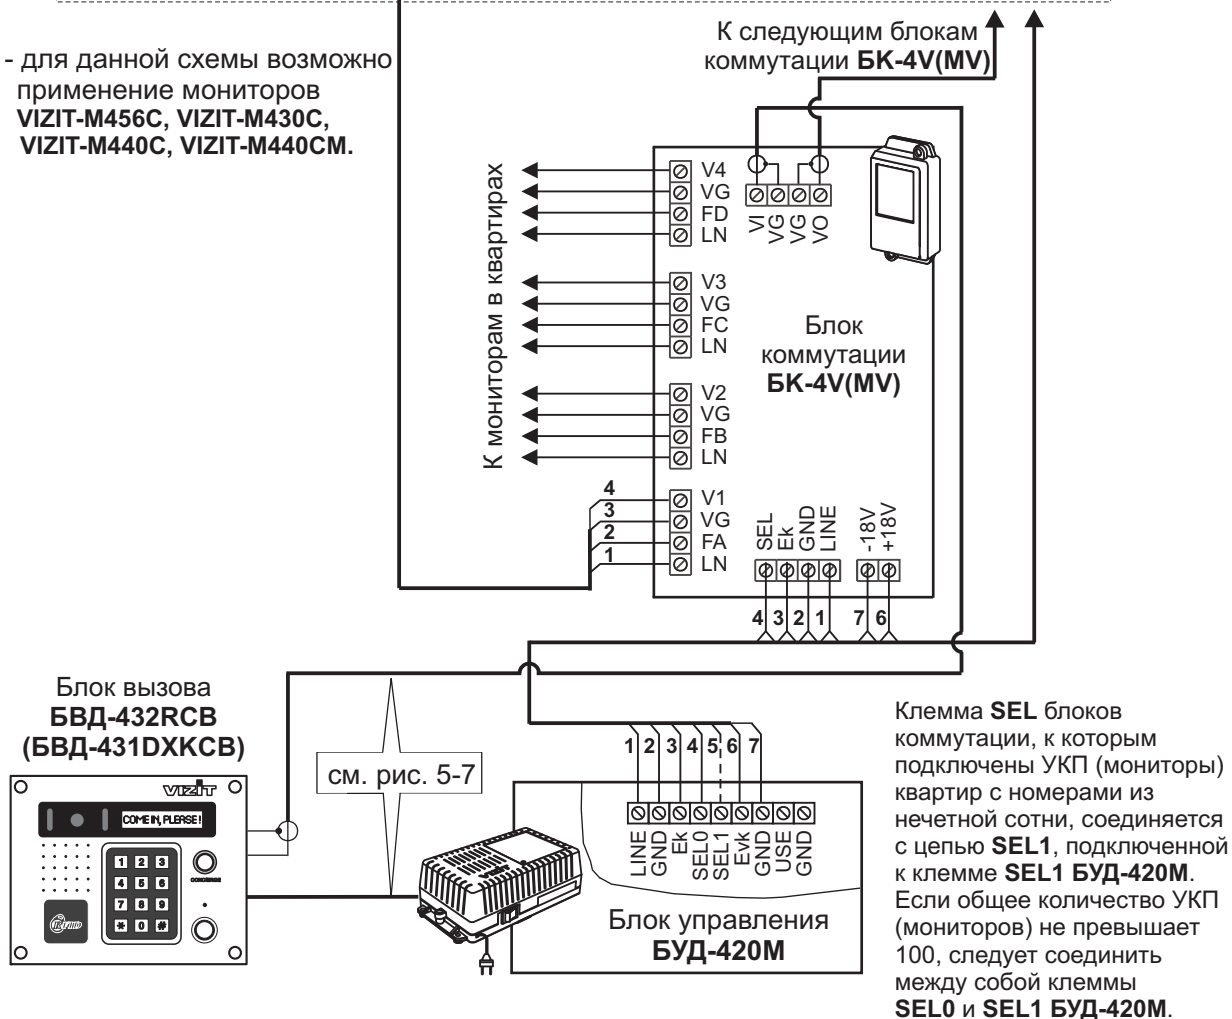 - для данной схемы возможно
применение мониторов
VIZIT-M456C, VIZIT-M430C,
VIZIT-M440C, VIZIT-M440CM.
К следующим блокам
коммутации БК-4V(MV)
К мониторам в квартирах
V4
VG
FD
LN
V3
VG
FC
LN
V2
VG
FB
LN
4
3
2
1
V1
VG
FA
LN
VI
VG
VG
VO
Блок
коммутации
БК-4V(MV)
SEL
Ek
GND
LINE
-18V
+18V
4 3 2 1 7 6
Блок вызова
БВД-432RCB
(БВД-431DXKCB)
см. рис. 5-7
VIZIT
COME IN, PLEASE!
1 2 3
4 5 6
7 8 9
* 0 #
CONCIERGE
1 2 3 4 5 6 7
LINE
GND
Ek
SEL0
SEL1
Evk
GND
USE
GND
Блок управления
БУД-420М
Клемма SEL блоков
коммутации, к которым
подключены УКП (мониторы)
квартир с номерами из
нечетной сотни, соединяется
с цепью SEL1, подключенной
к клемме SEL1 БУД-420М.
Если общее количество УКП
(мониторов) не превышает
100, следует соединить
между собой клеммы
SEL0 и SEL1 БУД-420М.